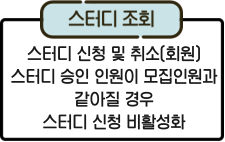 스터디 조회
스터디 신청 및 취소(회원)
스터디 승인 인원이 모집인원과
같아질 경우
스터디 신청 비활성화